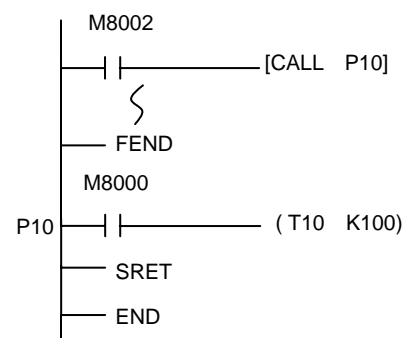 M8002
[CALL P10]
FEND
M8000
P10 ( T10 K100)
SRET
END